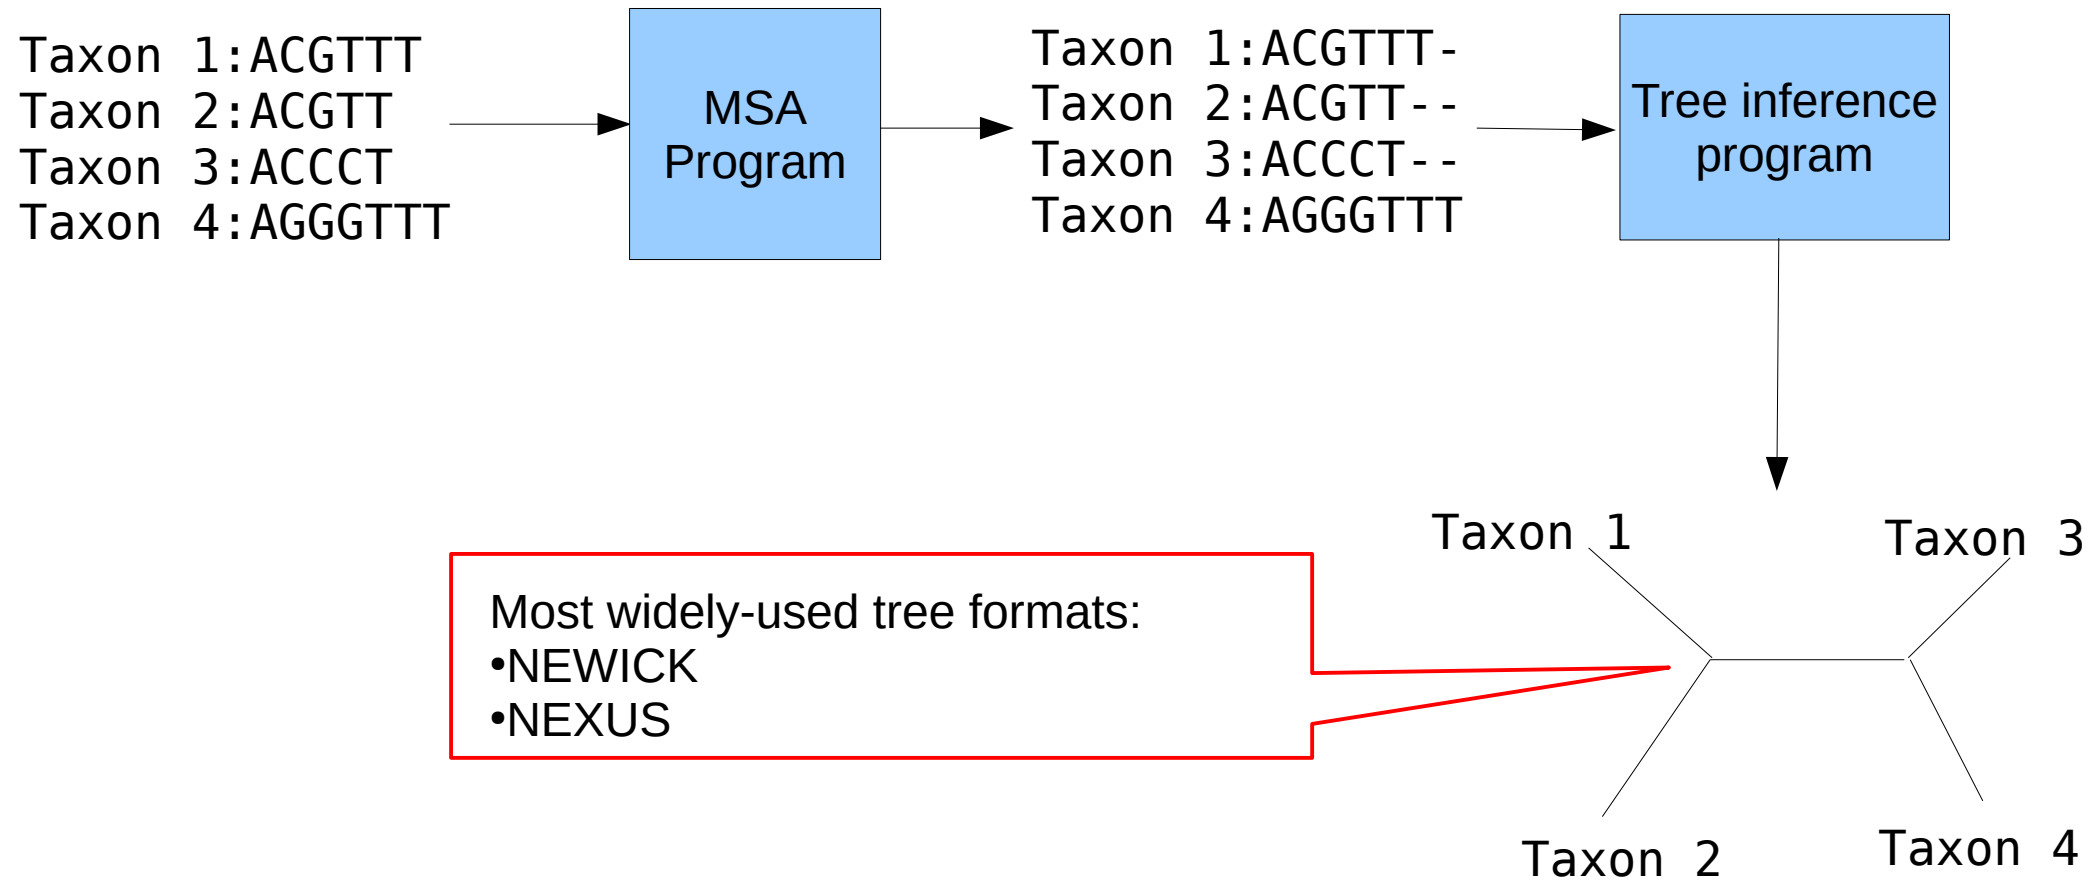 Taxon 1:ACGTTT
Taxon 2:ACGTT
Taxon 3:ACCCT
Taxon 4:AGGGTTT
MSA
Program
Taxon 1:ACGTTT-
Taxon 2:ACGTT--
Taxon 3:ACCCT--
Taxon 4:AGGGTTT
Tree inference
program
Most widely-used tree formats:
•NEWICK
•NEXUS
Taxon 1
Taxon 3
Taxon 2
Taxon 4